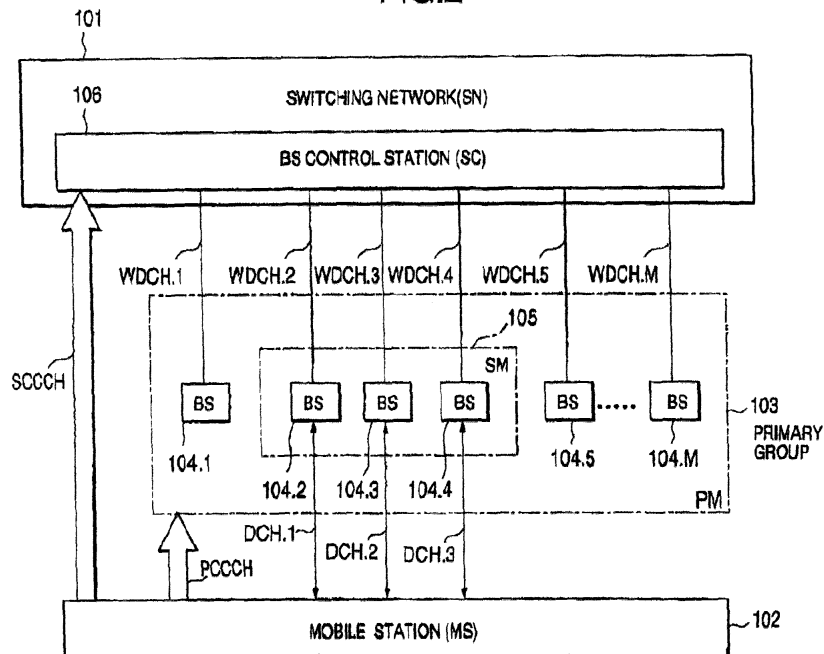 101
SWITCHING NETWORK(SN)
106
BS CONTROL STATION (SC)
WDCH.1 WDCH.2 WDCH.3 WDCH.4 WDCH.5 WDCH.M
105
SM
SCCCH
BS BS BS BS BS ..... BS
103
PRIMARY
GROUP
104.1 104.2 104.3 104.4 104.5 104.M
PM
DCH.1 DCH.2 DCH.3
PCCCH
MOBILE STATION (MS)
102